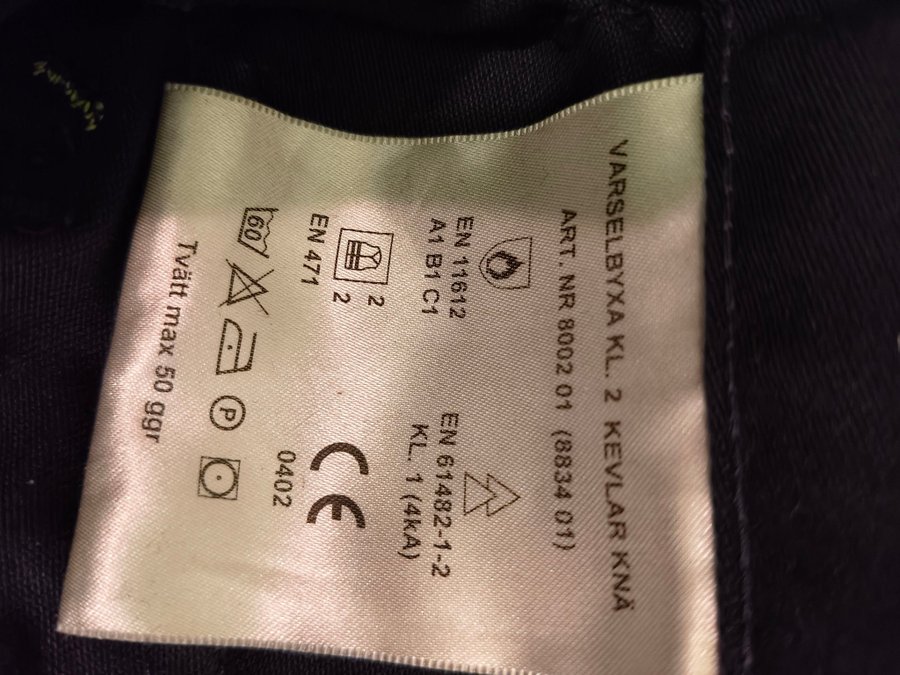 VARSELBYXA KL. 2 KEVLAR KNÄ
ART. NR 8002 01 (8834 01)
EN 11612
A1 B1 C1
EN 61482-1-2
KL. 1 (4kA)
2
2
EN 471
CE
0402
60
P
Tvätt max 50 ggr